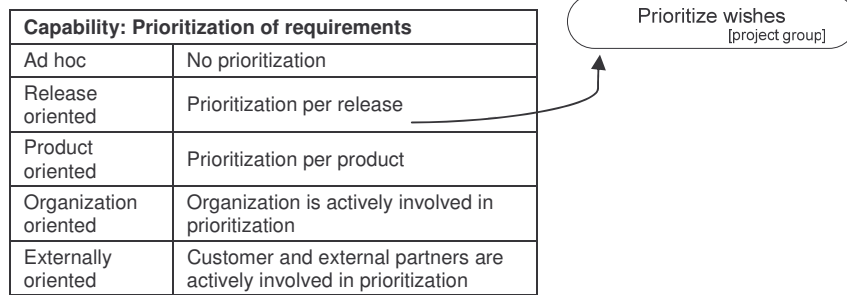 Capability: Prioritization of requirements
Ad hoc No prioritization
Release
oriented
Prioritization per release
Product
oriented
Prioritization per product
Organization
oriented
Organization is actively involved in
prioritization
Externally
oriented
Customer and external partners are
actively involved in prioritization
Prioritize wishes
[project group]